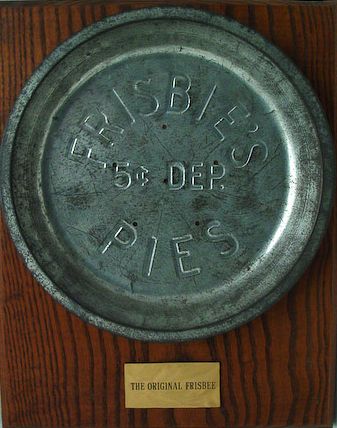 FRISBIE'S
5¢ DEP.
PIES
THE ORIGINAL FRISBEE